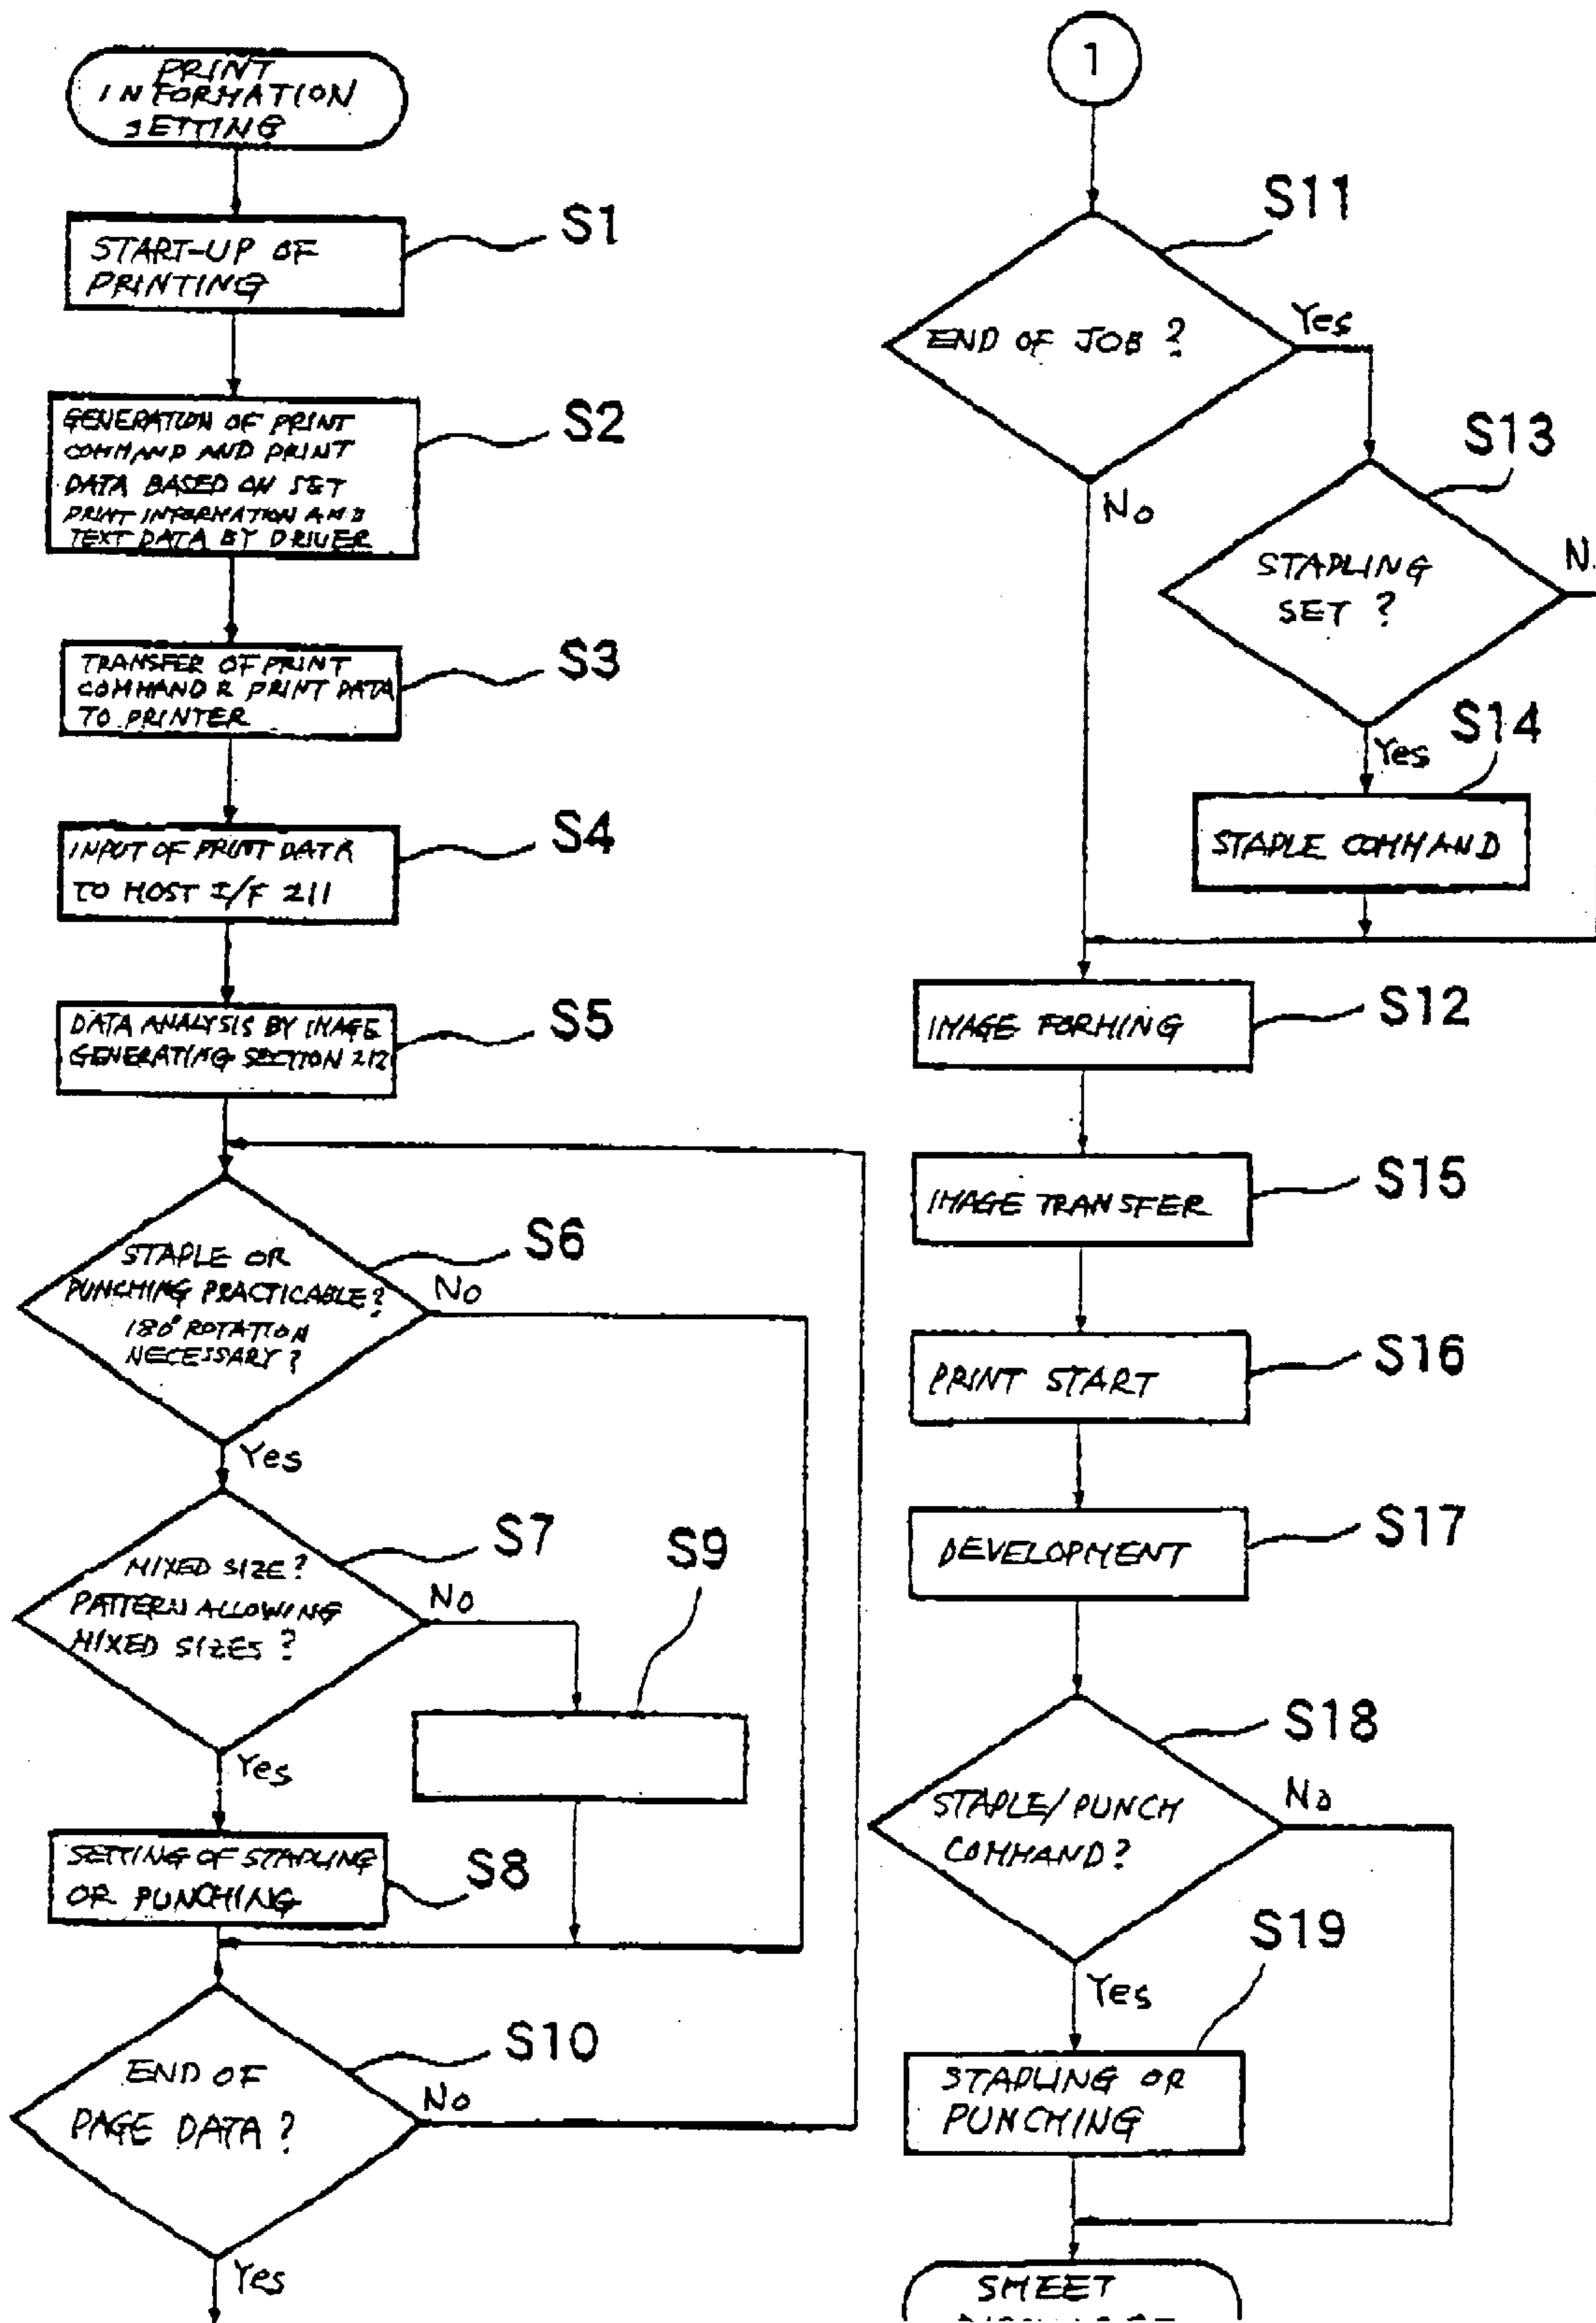 PRINT
INFORMATION
SETTING
START-UP OF
PRINTING
S1
GENERATION OF PRINT
COMMAND AND PRINT
DATA BASED ON SET
PRINT INFORMATION AND
TEXT DATA BY DRIVER
S2
TRANSFER OF PRINT
COMMAND & PRINT DATA
TO PRINTER
S3
INPUT OF PRINT DATA
TO HOST I/F 211
S4
DATA ANALYSIS BY IMAGE
GENERATING SECTION 212
S5
STAPLE OR
PUNCHING PRACTICABLE?
180° ROTATION
NECESSARY?
S6
No
Yes
MIXED SIZE?
PATTERN ALLOWING
MIXED SIZES?
S7
No
S9
Yes
SETTING OF STAPLING
OR PUNCHING
S8
END OF
PAGE DATA?
S10
No
Yes
1
END OF JOB?
S11
Yes
No
STAPLING
SET?
S13
Yes
S14
STAPLE COMMAND
IMAGE FORMING
S12
IMAGE TRANSFER
S15
PRINT START
S16
DEVELOPMENT
S17
STAPLE/PUNCH
COMMAND?
S18
No
Yes
S19
STAPLING OR
PUNCHING
SHEET